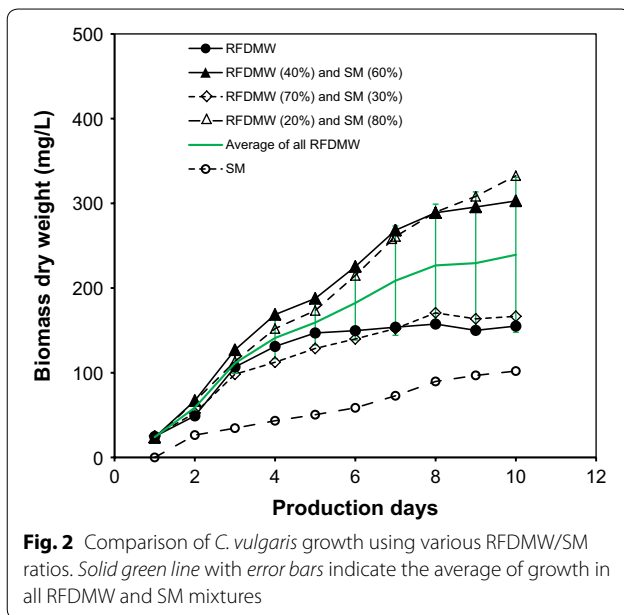 500
400
300
200
100
0
0 2 4 6 8 10 12
Biomass dry weight (mg/L)
Production days
RFDMW
RFDMW (40%) and SM (60%)
RFDMW (70%) and SM (30%)
RFDMW (20%) and SM (80%)
Average of all RFDMW
SM
Fig. 2 Comparison of C. vulgaris growth using various RFDMW/SM
ratios. Solid green line with error bars indicate the average of growth in
all RFDMW and SM mixtures